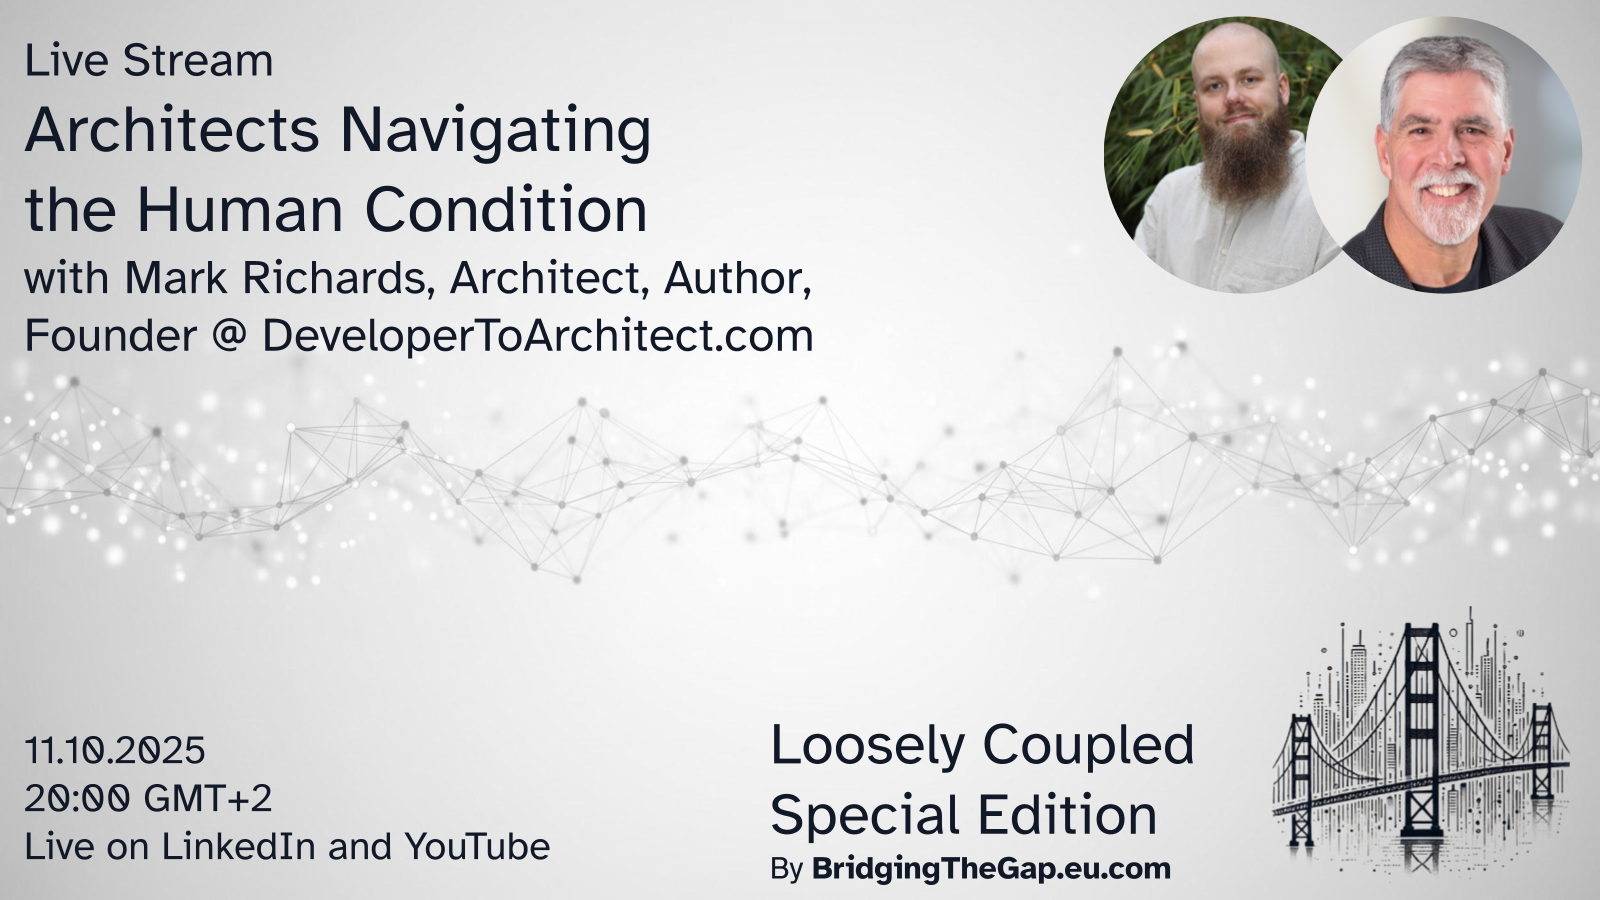 Live Stream
Architects Navigating
the Human Condition
with Mark Richards, Architect, Author,
Founder @ DeveloperToArchitect.com
11.10.2025
20:00 GMT+2
Live on LinkedIn and YouTube
Loosely Coupled
Special Edition
By BridgingTheGap.eu.com